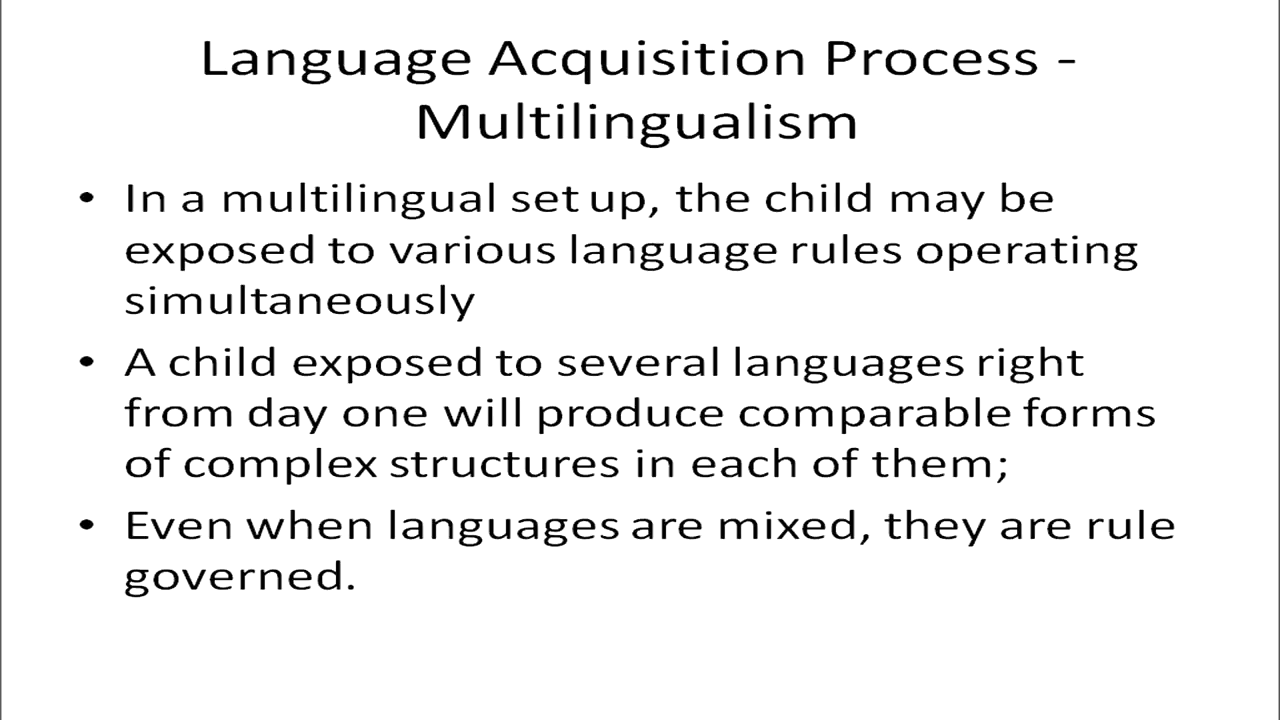 Language Acquisition Process -
Multilingualism
• In a multilingual set up, the child may be
exposed to various language rules operating
simultaneously
• A child exposed to several languages right
from day one will produce comparable forms
of complex structures in each of them;
• Even when languages are mixed, they are rule
governed.